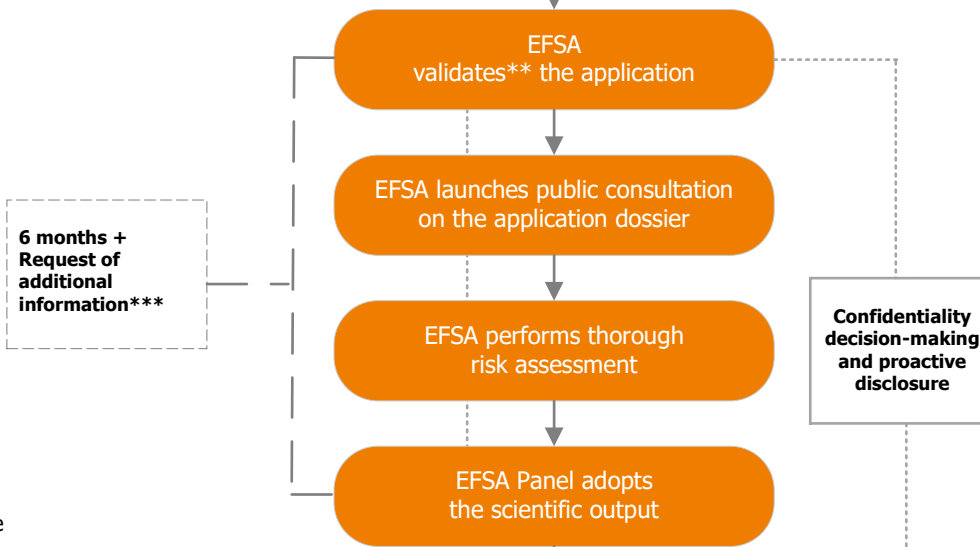 EFSA
validates** the application
EFSA launches public consultation
on the application dossier
6 months +
Request of
additional
information***
Confidentiality
decision-making
and proactive
disclosure
EFSA performs thorough
risk assessment
EFSA Panel adopts
the scientific output
e